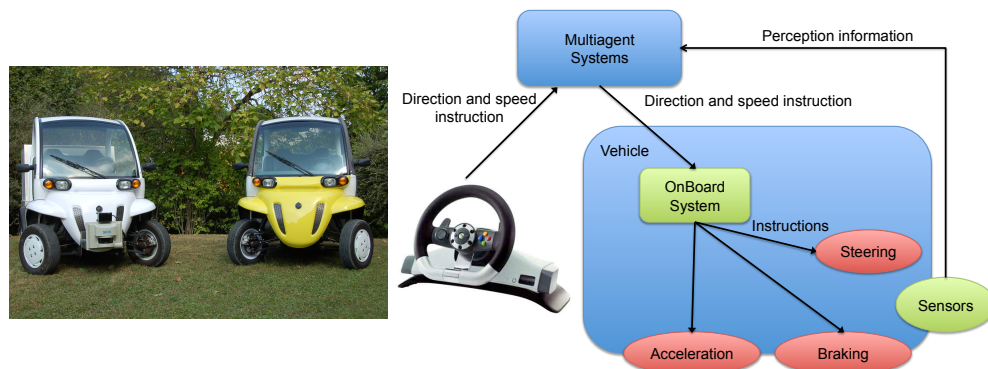 Multiagent
Systems
Perception information
Direction and speed
instruction
Direction and speed instruction
Vehicle
OnBoard
System
Instructions
Steering
Sensors
Acceleration
Braking